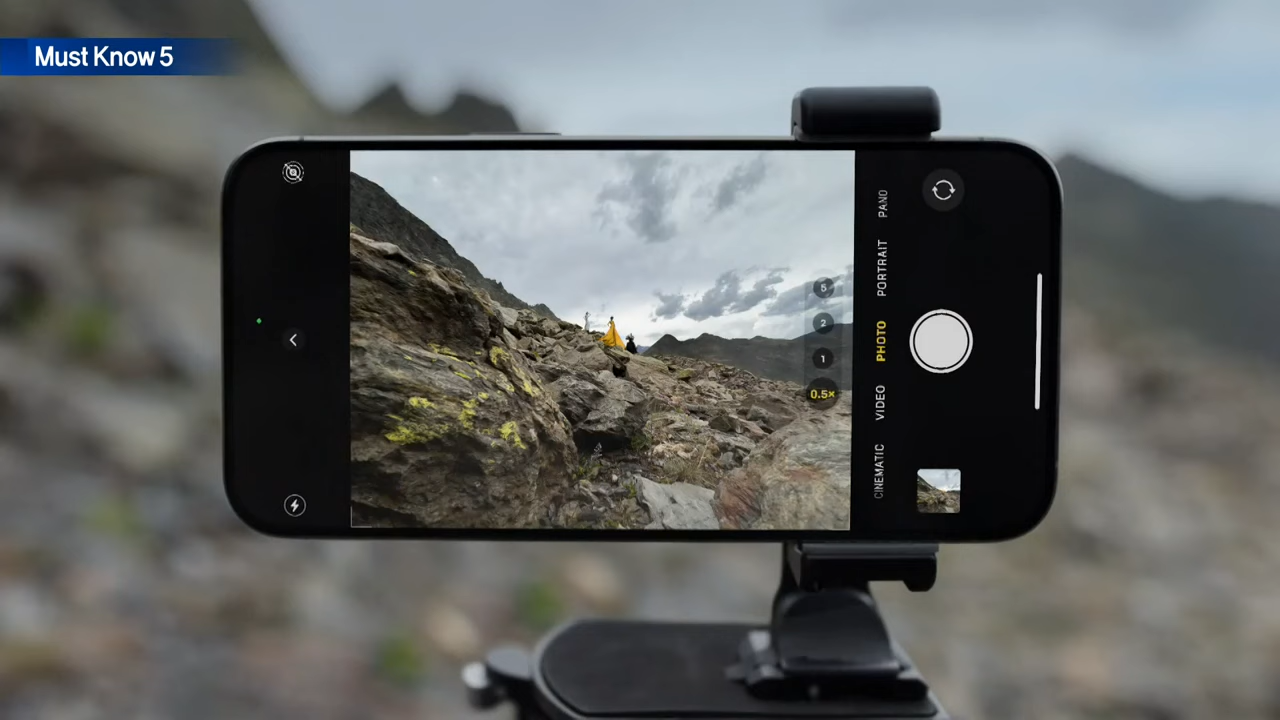 Must Know 5
PANO
PORTRAIT
PHOTO
VIDEO
CINEMATIC
5
2
1
0.5×